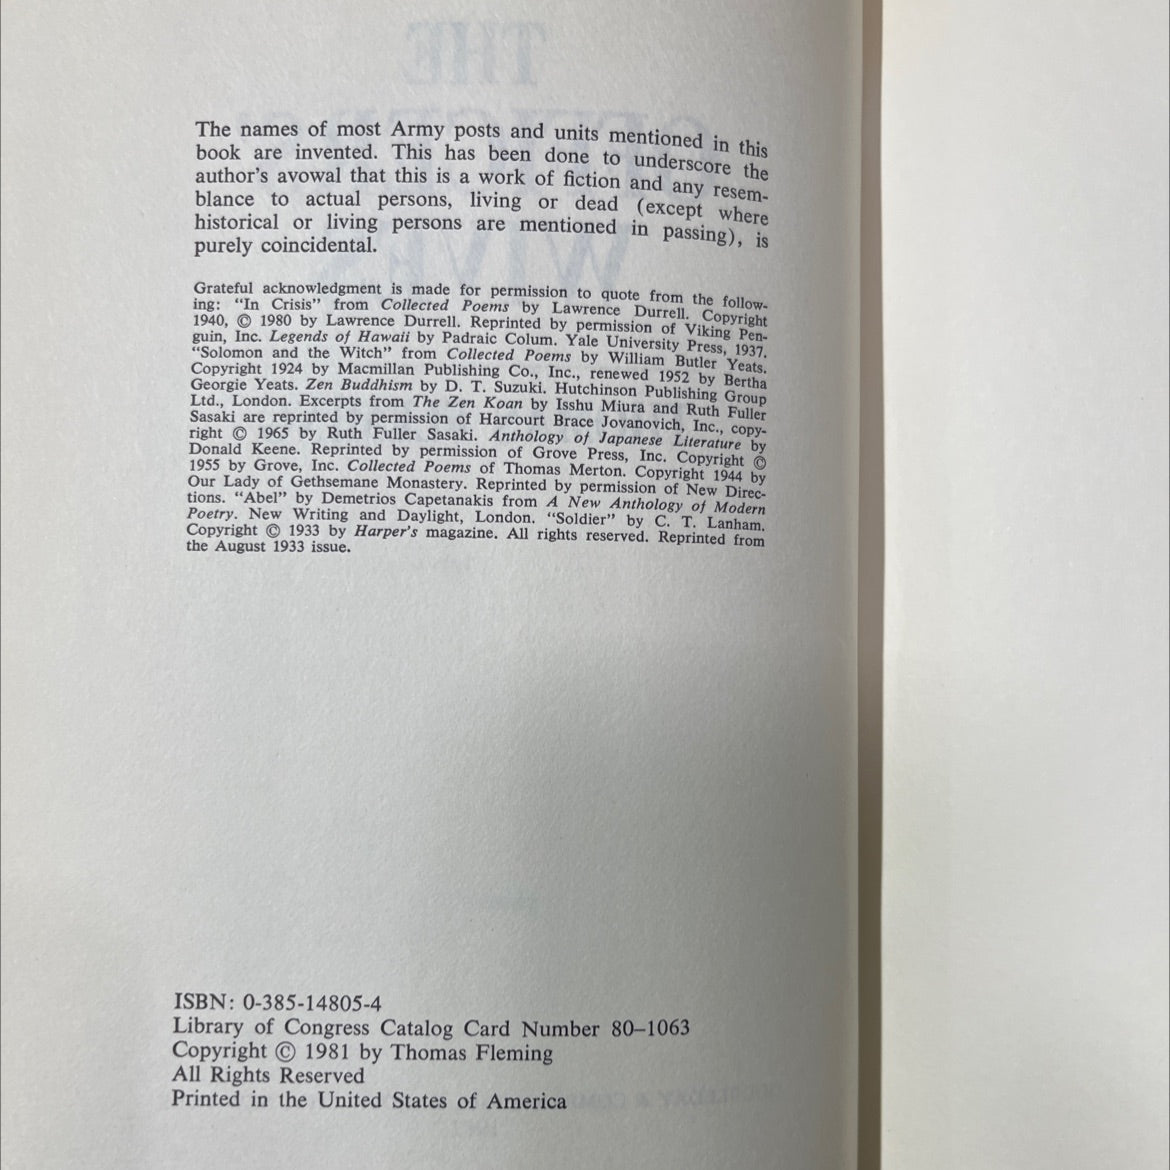 The names of most Army posts and units mentioned in this
book are invented. This has been done to underscore the
author's avowal that this is a work of fiction and any resem-
blance to actual persons, living or dead (except where
historical or living persons are mentioned in passing), is
purely coincidental.
Grateful acknowledgment is made for permission to quote from the follow-
ing: “In Crisis” from Collected Poems by Lawrence Durrell. Copyright
1940, © 1980 by Lawrence Durrell. Reprinted by permission of Viking Pen-
guin, Inc. Legends of Hawaii by Padraic Colum. Yale University Press, 1937.
“Solomon and the Witch” from Collected Poems by William Butler Yeats.
Copyright 1924 by Macmillan Publishing Co., Inc., renewed 1952 by Bertha
Georgie Yeats. Zen Buddhism by D. T. Suzuki. Hutchinson Publishing Group
Ltd., London. Excerpts from The Zen Koan by Isshu Miura and Ruth Fuller
Sasaki are reprinted by permission of Harcourt Brace Jovanovich, Inc., copy-
right © 1965 by Ruth Fuller Sasaki. Anthology of Japanese Literature by
Donald Keene. Reprinted by permission of Grove Press, Inc. Copyright ©
1955 by Grove, Inc. Collected Poems of Thomas Merton. Copyright 1944 by
Our Lady of Gethsemane Monastery. Reprinted by permission of New Direc-
tions. “Abel” by Demetrios Capetanakis from A New Anthology of Modern
Poetry. New Writing and Daylight, London. “Soldier” by C. T. Lanham.
Copyright © 1933 by Harper's magazine. All rights reserved. Reprinted from
the August 1933 issue.
ISBN: 0-385-14805-4
Library of Congress Catalog Card Number 80–1063
Copyright © 1981 by Thomas Fleming
All Rights Reserved
Printed in the United States of America